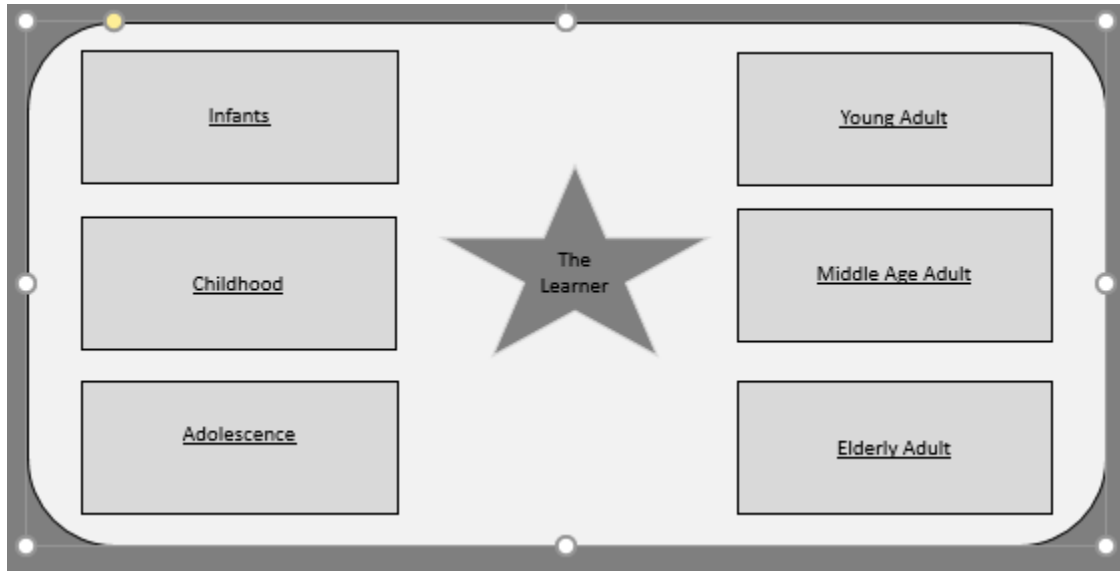 Infants
Childhood
Adolescence
The
Learner
Young Adult
Middle Age Adult
Elderly Adult